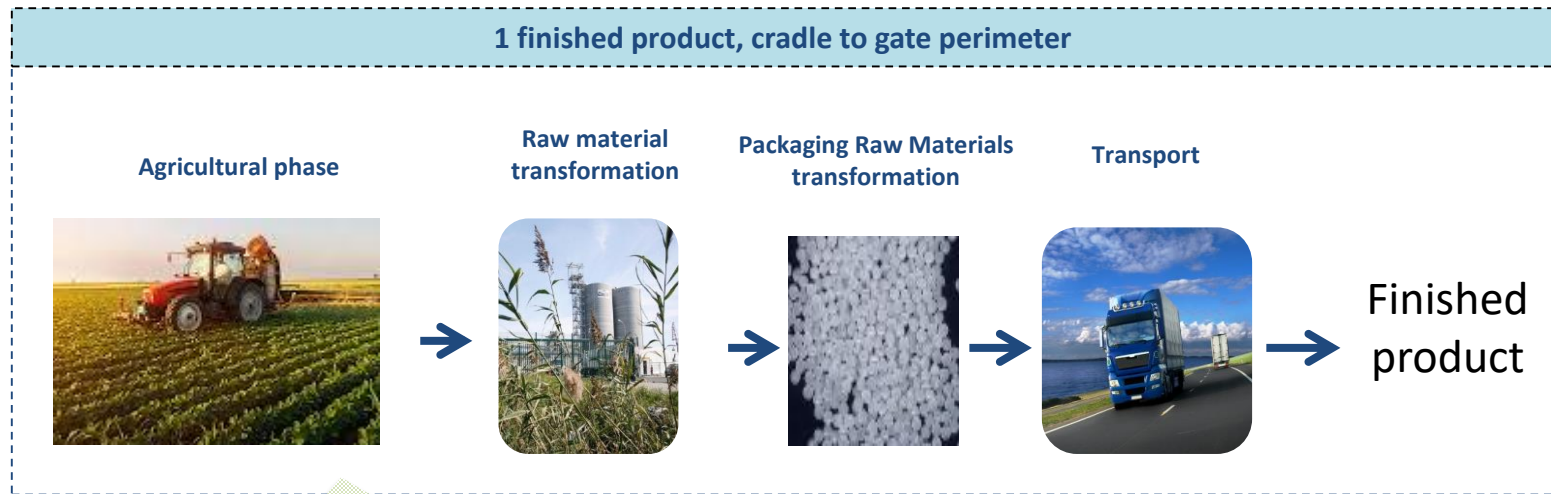 1 finished product, cradle to gate perimeter
Agricultural phase
Raw material
transformation
Packaging Raw Materials
transformation
Transport
Finished
product